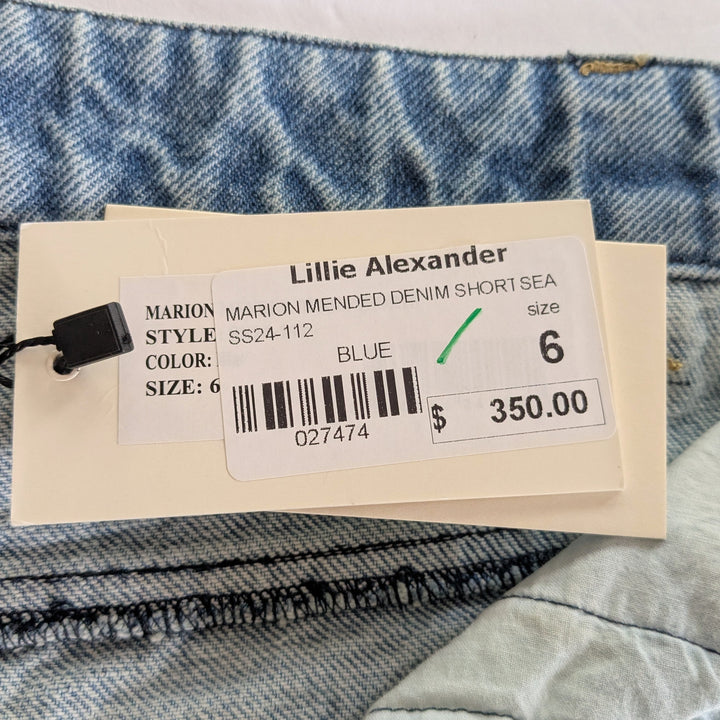 Lillie Alexander
MARION MENDED DENIM SHORT SEA
SS24-112
size
BLUE
6
027474
$ 350.00
MARION
STYLE
COLOR:
SIZE: 6